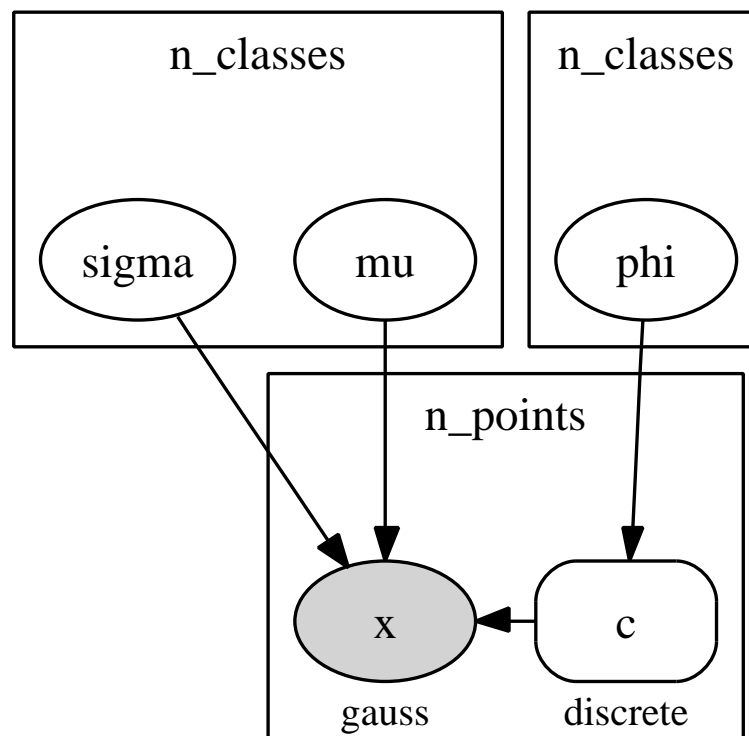 n_classes
n_classes
sigma
mu
phi
n_points
x
c
gauss
discrete